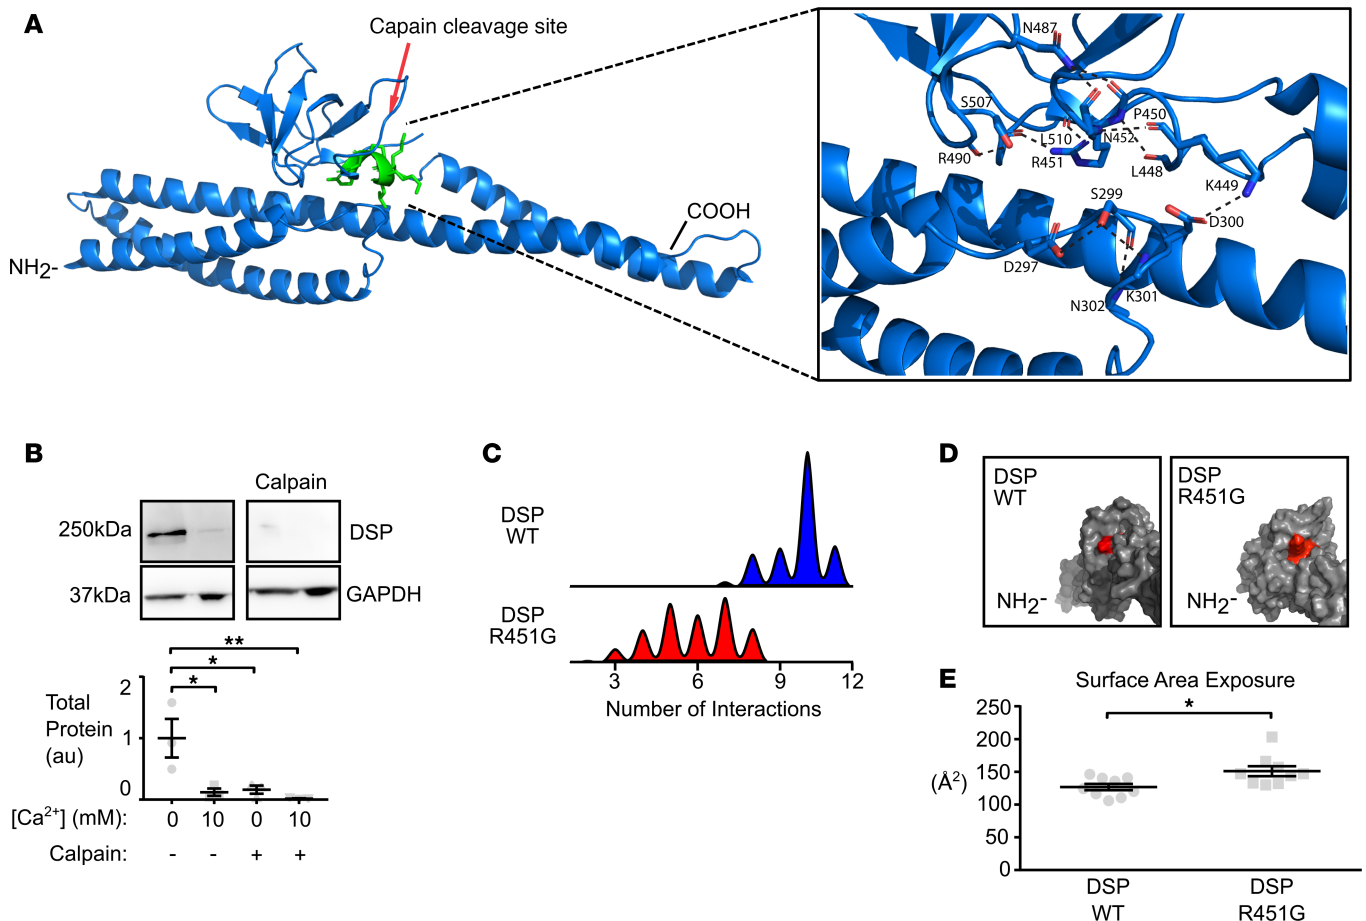 A
Capain cleavage site
NH2-
COOH
N487
S507
P450
L510
N452
R490
R451
L448
K449
S299
D300
D297
K301
N302
B
Calpain
250kDa
DSP
37kDa
GAPDH
**
*
*
Total
Protein
(au)
2
1
0
[Ca2+] (mM):
0 10 0 10
Calpain:
- - + +
C
DSP
WT
DSP
R451G
3 6 9 12
Number of Interactions
D
DSP
WT
NH2-
DSP
R451G
NH2-
E
Surface Area Exposure
*
(Å2)
250
200
150
100
50
0
DSP
WT
DSP
R451G